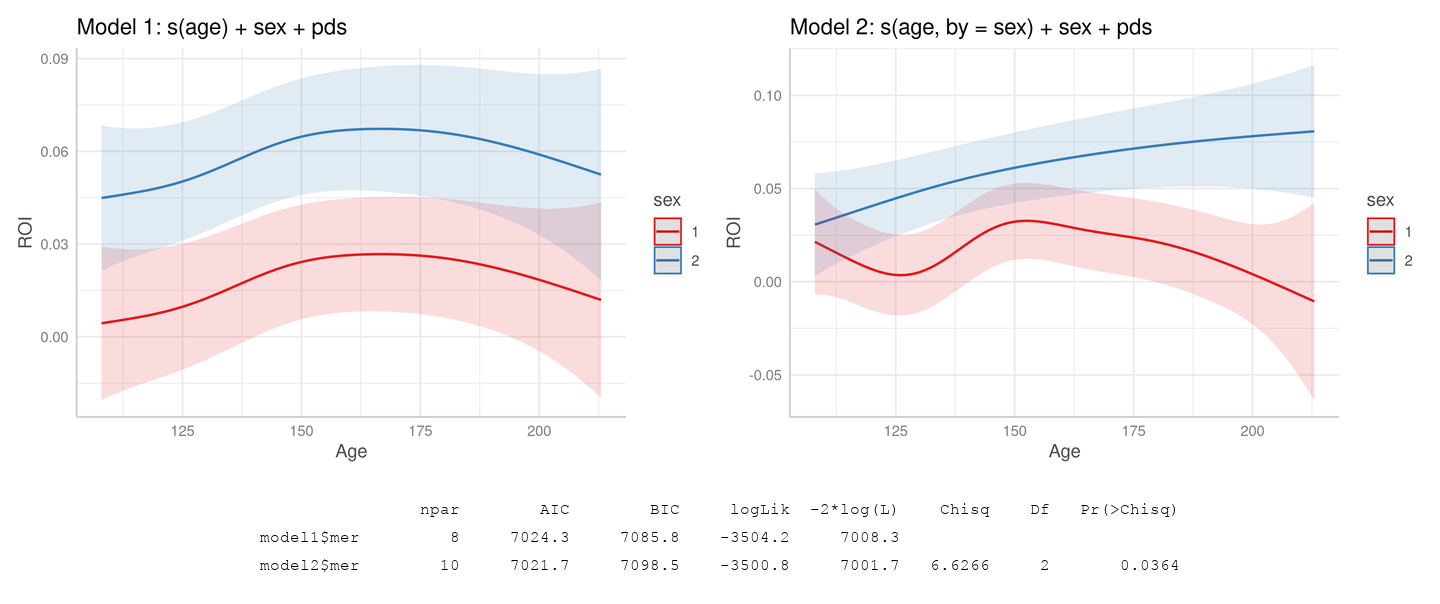 Model 1: s(age) + sex + pds
0.09
0.06
0.03
0.00
ROI
125 150 175 200
Age
sex
1
2
Model 2: s(age, by = sex) + sex + pds
0.10
0.05
0.00
-0.05
ROI
125 150 175 200
Age
sex
1
2
npar AIC BIC logLik -2*log(L) Chisq Df Pr(>Chisq)
model1$mer 8 7024.3 7085.8 -3504.2 7008.3
model2$mer 10 7021.7 7098.5 -3500.8 7001.7 6.6266 2 0.0364